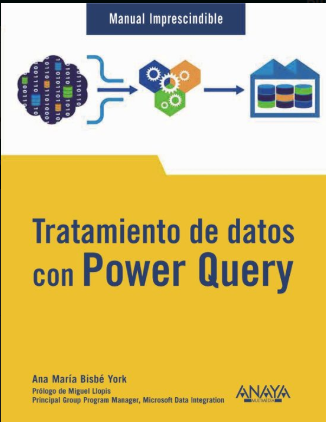 Manual Imprescindible
Tratamiento de datos
con Power Query
Ana María Bisbé York
Prólogo de Miguel Llopis
Principal Group Program Manager, Microsoft Data Integration
ANAYA
MULTIMEDIA